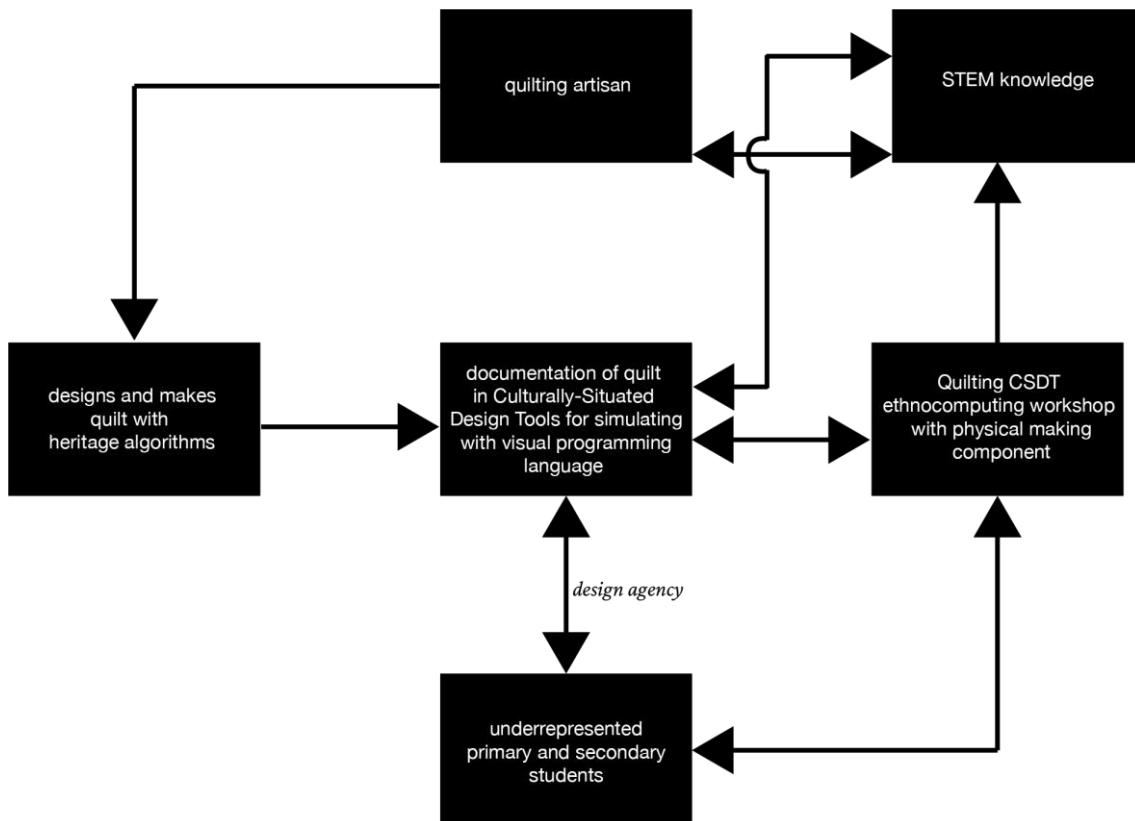 quilting artisan
STEM knowledge
designs and makes
quilt with
heritage algorithms
documentation of quilt
in Culturally-Situated
Design Tools for simulating
with visual programming
language
Quilting CSDT
ethnocomputing workshop
with physical making
component
design agency
underrepresented
primary and secondary
students